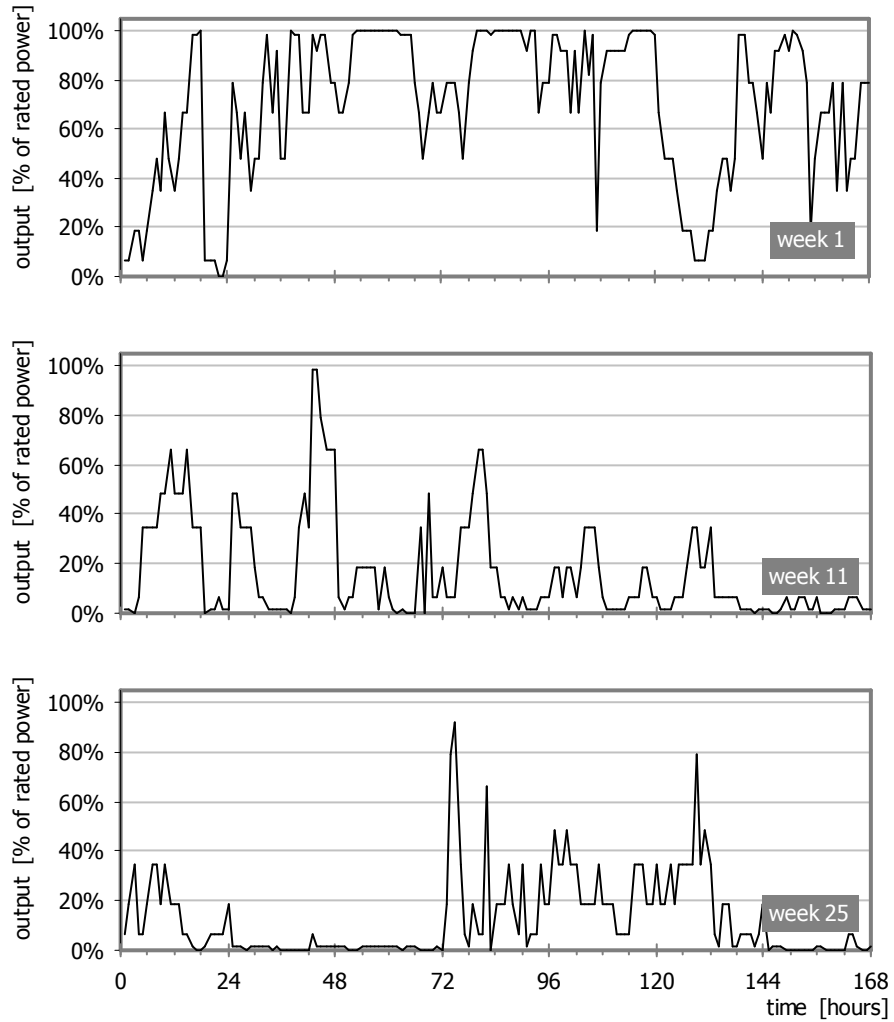 output [% of rated power]
100%
80%
60%
40%
20%
0%
week 1
output [% of rated power]
100%
80%
60%
40%
20%
0%
week 11
output [% of rated power]
100%
80%
60%
40%
20%
0%
week 25
0 24 48 72 96 120 144 168
time [hours]